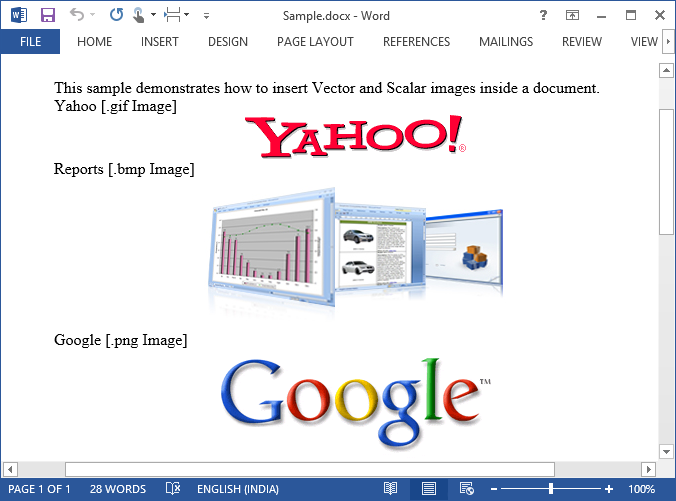 Sample.docx - Word
FILE HOME INSERT DESIGN PAGE LAYOUT REFERENCES MAILINGS REVIEW VIEW
This sample demonstrates how to insert Vector and Scalar images inside a document.
Yahoo [.gif Image]
YAHOO!®
Reports [.bmp Image]
Google [.png Image]
Google™
PAGE 1 OF 1 28 WORDS ENGLISH (INDIA) 100%